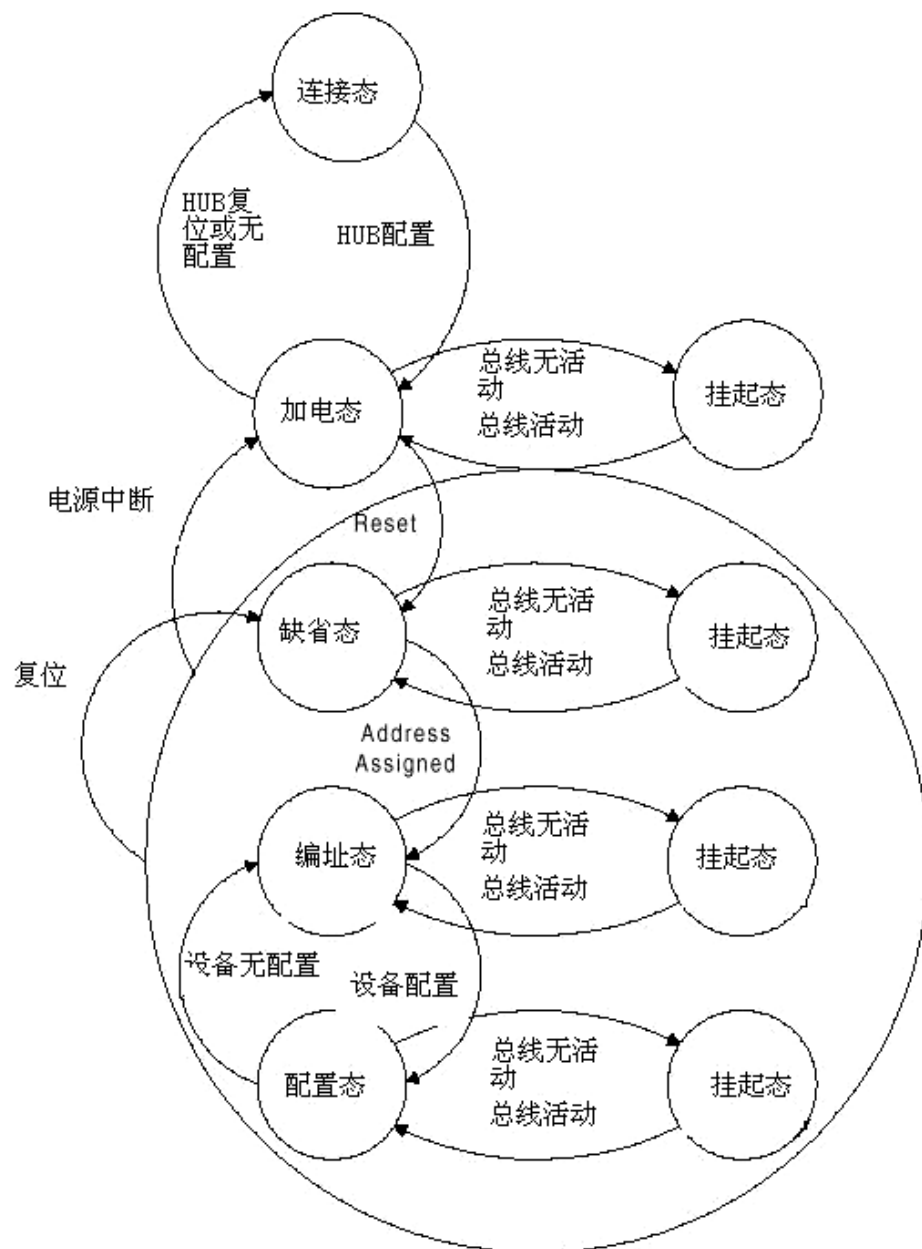 连接态
HUB复
位或无
配置
HUB配置
总线无活
动
总线活动
加电态
挂起态
电源中断
Reset
缺省态
总线无活
动
总线活动
挂起态
复位
Address
Assigned
编址态
总线无活
动
总线活动
挂起态
设备无配置
设备配置
配置态
总线无活
动
总线活动
挂起态